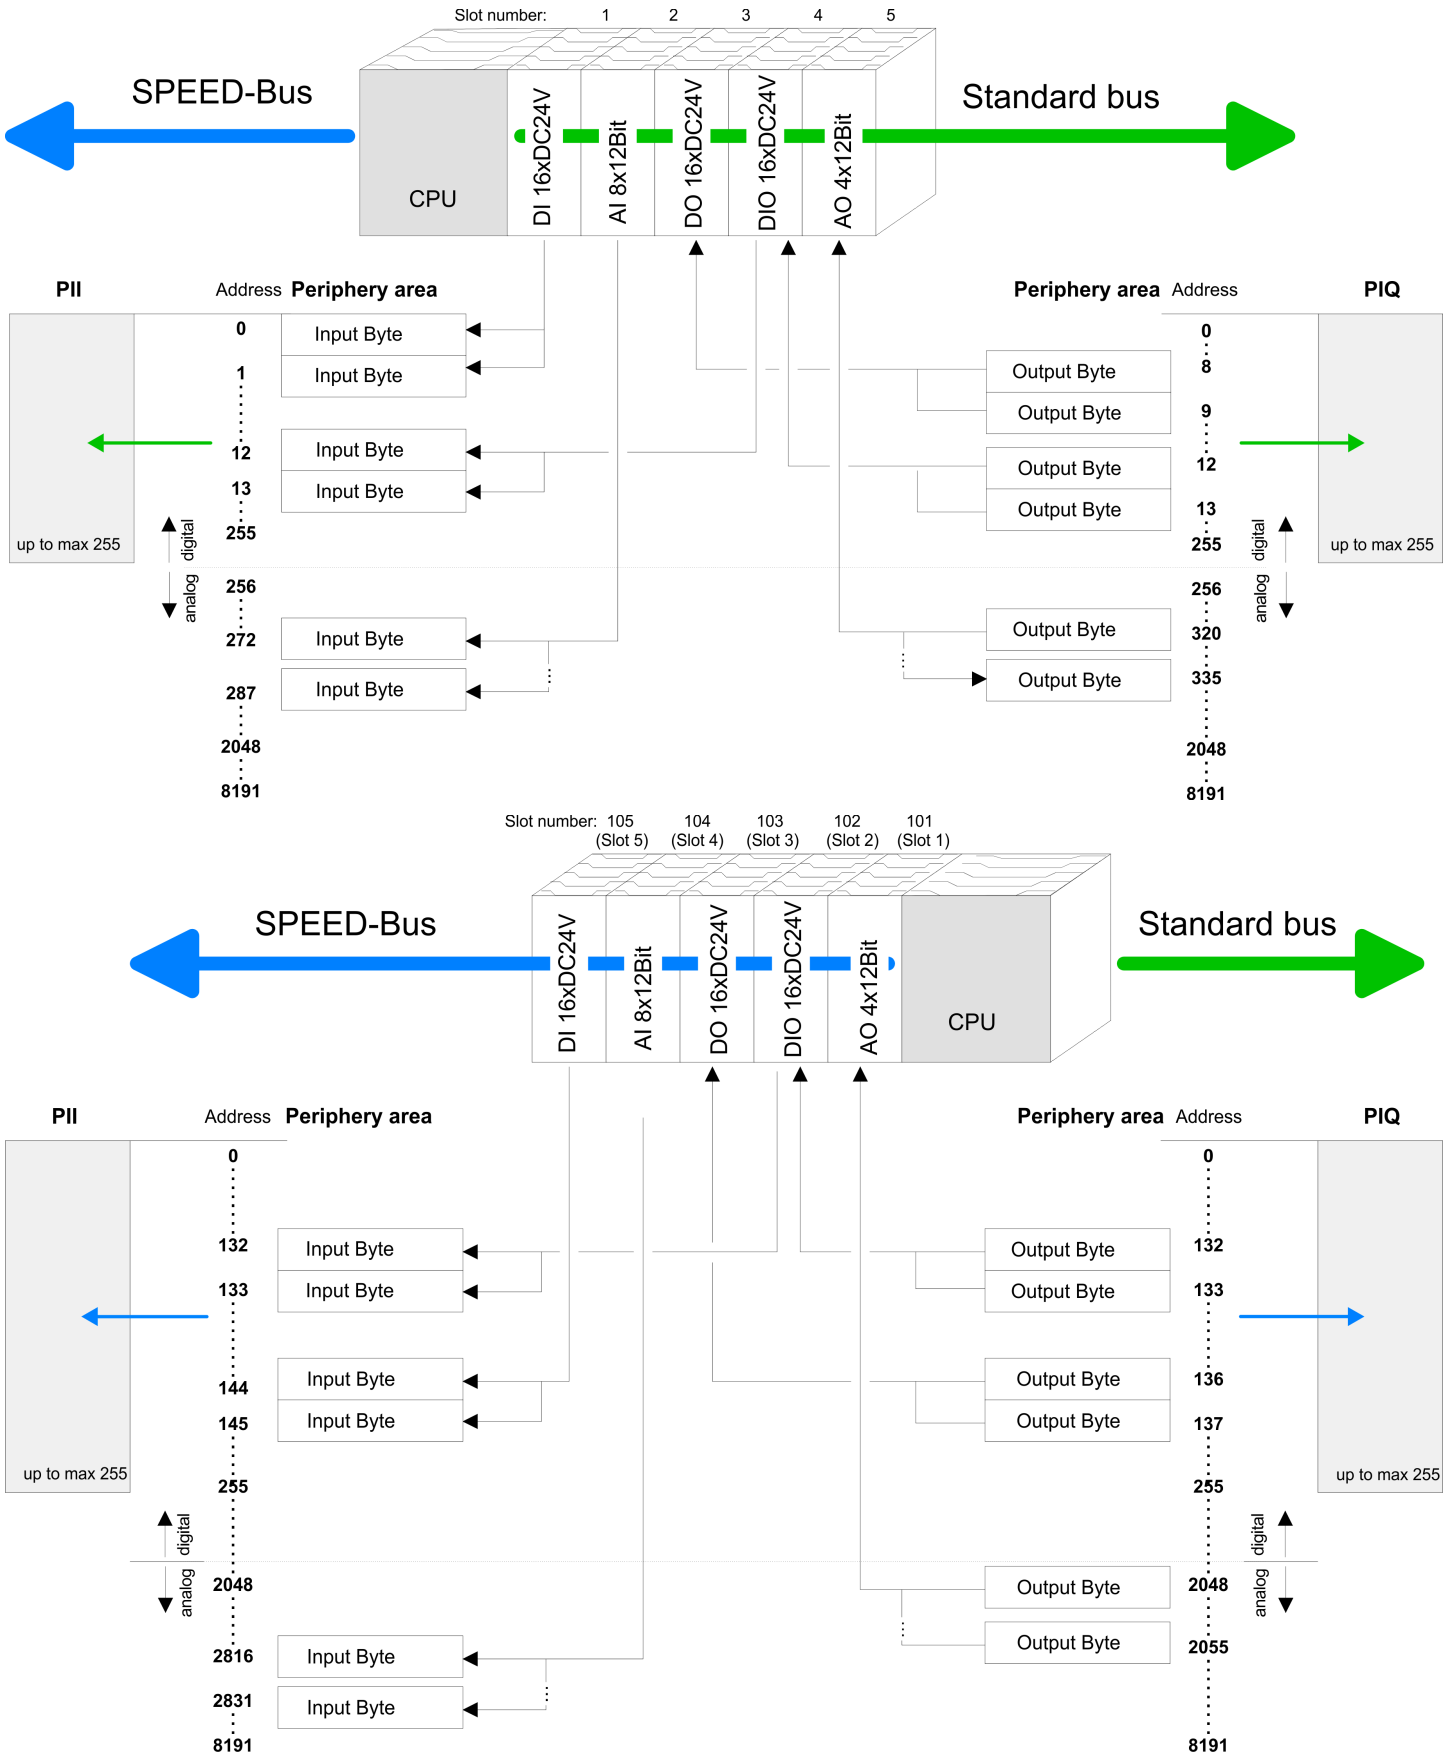 Slot number: 1 2 3 4 5
SPEED-Bus
Standard bus
CPU
DI 16xDC24V
AI 8x12Bit
DO 16xDC24V
DIO 16xDC24V
AO 4x12Bit
PII
Address Periphery area
0
Input Byte
1
Input Byte
12
Input Byte
13
Input Byte
255
up to max 255
digital
analog
256
272
Input Byte
287
Input Byte
2048
8191
Periphery area Address
PIQ
0
Output Byte
8
Output Byte
9
Output Byte
12
Output Byte
13
255
up to max 255
digital
analog
256
Output Byte
320
Output Byte
335
2048
8191
Slot number: 105 104 103 102 101
(Slot 5) (Slot 4) (Slot 3) (Slot 2) (Slot 1)
SPEED-Bus
Standard bus
DI 16xDC24V
AI 8x12Bit
DO 16xDC24V
DIO 16xDC24V
AO 4x12Bit
CPU
PII
Address Periphery area
0
132
Input Byte
133
Input Byte
144
Input Byte
145
Input Byte
255
up to max 255
digital
analog
2048
2816
Input Byte
2831
Input Byte
8191
Periphery area Address
PIQ
0
Output Byte
132
Output Byte
133
Output Byte
136
Output Byte
137
255
up to max 255
digital
analog
Output Byte
2048
Output Byte
2055
8191